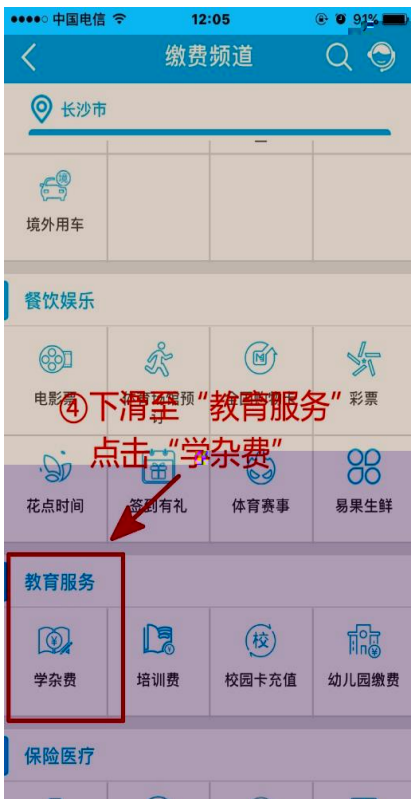 ●●●●○ 中国电信 12:05 91%
缴费频道
长沙市
境外用车
餐饮娱乐
电影票 彩票
④下滑至“教育服务”
点击“学杂费”
花点时间 签到有礼 体育赛事 易果生鲜
教育服务
学杂费 培训费 校园卡充值 幼儿园缴费
保险医疗